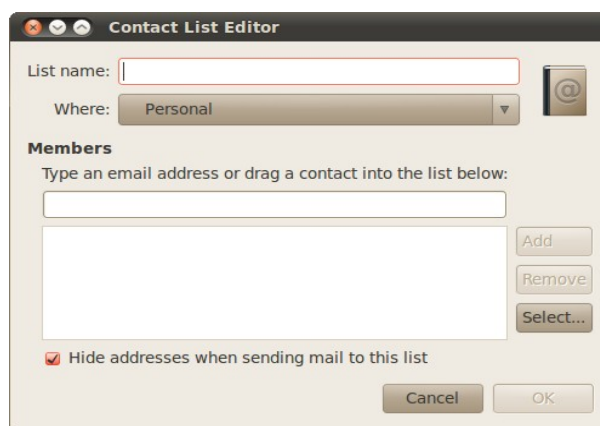 Contact List Editor
List name:
Where: Personal
Members
Type an email address or drag a contact into the list below:
Add
Remove
Select...
Hide addresses when sending mail to this list
Cancel OK